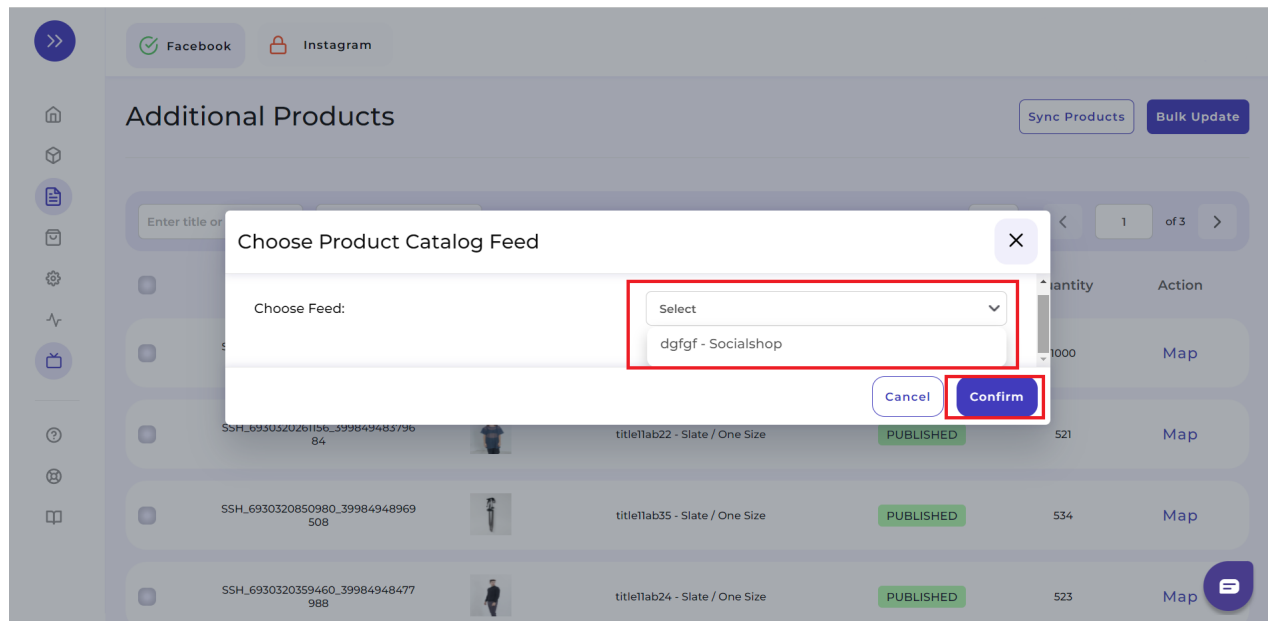 Facebook
Instagram
Additional Products
Sync Products
Bulk Update
Enter title or
1
of 3
Choose Product Catalog Feed
Action
Choose Feed:
Select
dgfgf - Socialshop
1000
Map
Cancel
Confirm
SSH_6930320261156_399849483796
84
title11ab22 - Slate / One Size
PUBLISHED
521
Map
SSH_6930320850980_39984948969
508
title11ab35 - Slate / One Size
PUBLISHED
534
Map
SSH_6930320359460_39984948477
988
title11ab24 - Slate / One Size
PUBLISHED
523
Map